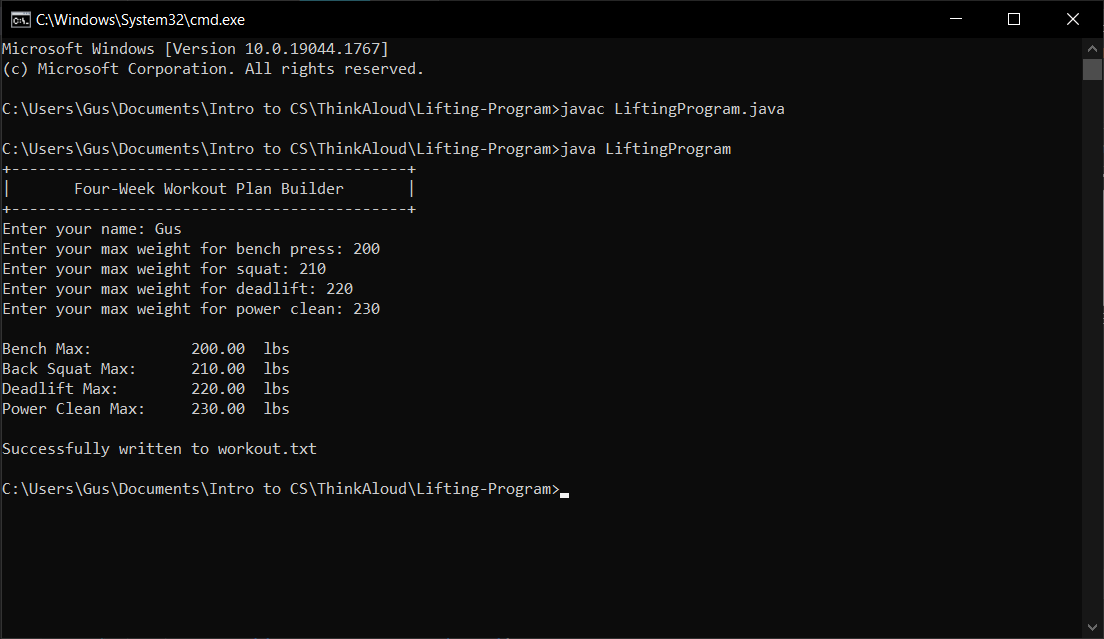 C:\Windows\System32\cmd.exe
Microsoft Windows [Version 10.0.19044.1767]
(c) Microsoft Corporation. All rights reserved.
C:\Users\Gus\Documents\Intro to CS\ThinkAloud\Lifting-Program>javac LiftingProgram.java
C:\Users\Gus\Documents\Intro to CS\ThinkAloud\Lifting-Program>java LiftingProgram
+--------------------------------------------+
|       Four-Week Workout Plan Builder       |
+--------------------------------------------+
Enter your name: Gus
Enter your max weight for bench press: 200
Enter your max weight for squat: 210
Enter your max weight for deadlift: 220
Enter your max weight for power clean: 230
Bench Max:           200.00  lbs
Back Squat Max:      210.00  lbs
Deadlift Max:        220.00  lbs
Power Clean Max:     230.00  lbs
Successfully written to workout.txt
C:\Users\Gus\Documents\Intro to CS\ThinkAloud\Lifting-Program>